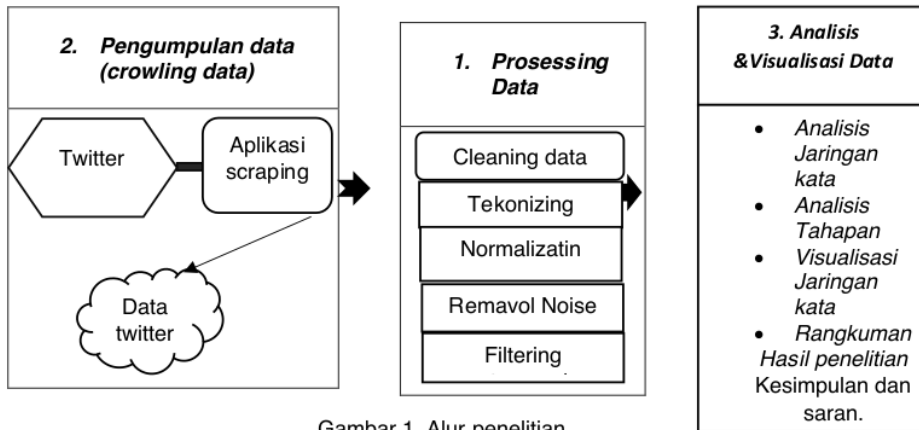 2. Pengumpulan data
(crowling data)
Twitter
Aplikasi
scraping
Data
twitter
1. Prosessing
Data
Cleaning data
Tekonizing
Normalizatin
Remavol Noise
Filtering
3. Analisis
&Visualisasi Data
• Analisis
Jaringan
kata
• Analisis
Tahapan
• Visualisasi
Jaringan
kata
• Rangkuman
Hasil penelitian
Kesimpulan dan
saran.
Gambar 1. Alur penelitian